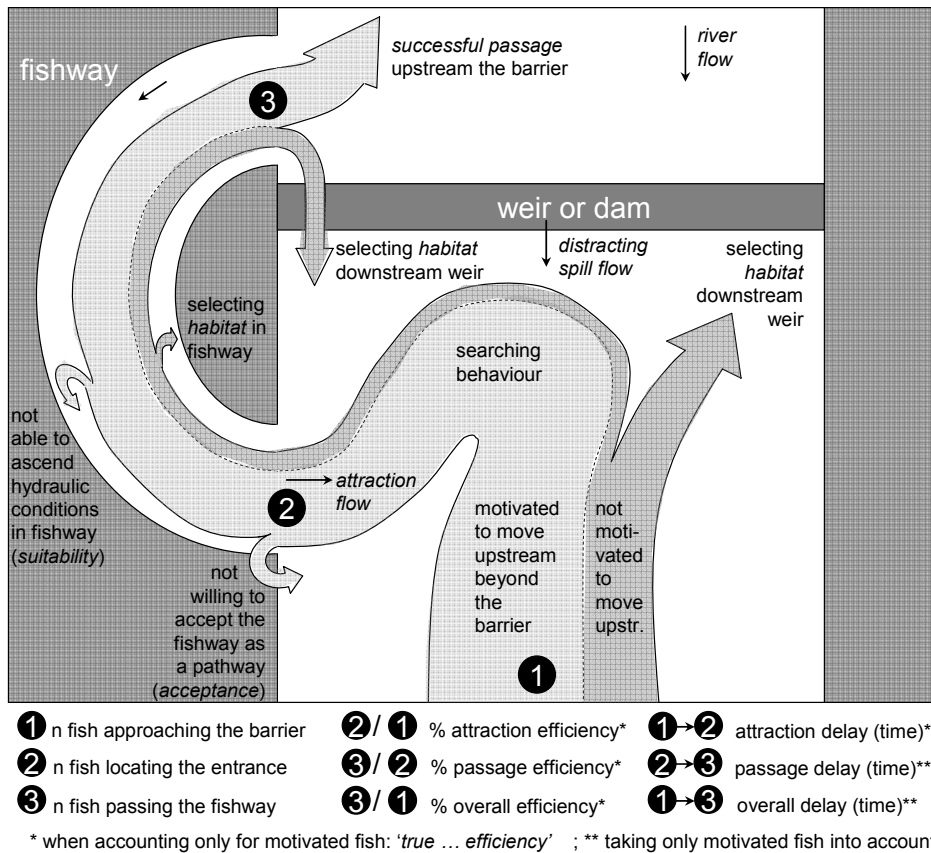 fishway
successful passage
upstream the barrier
river
flow
3
weir or dam
selecting habitat
downstream weir
distracting
spill flow
selecting
habitat
downstream
weir
selecting
habitat in
fishway
searching
behaviour
not
able to
ascend
hydraulic
conditions
in fishway
(suitability)
attraction
flow
2
not
willing to
accept the
fishway as
a pathway
(acceptance)
motivated
to move
upstream
beyond
the
barrier
not
moti-
vated
to
move
upstr.
1
1 n fish approaching the barrier 2 / 1 % attraction efficiency* 1→2 attraction delay (time)*
2 n fish locating the entrance 3 / 2 % passage efficiency* 2→3 passage delay (time)**
3 n fish passing the fishway 3 / 1 % overall efficiency* 1→3 overall delay (time)**
* when accounting only for motivated fish: 'true ... efficiency' ; ** taking only motivated fish into account